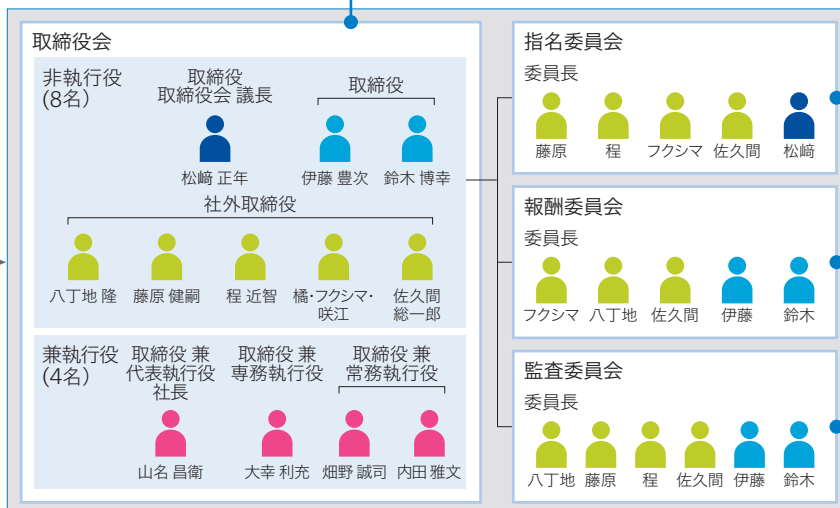 取締役会
非執行役
(8名)
取締役
取締役会 議長
取締役
松﨑 正年
伊藤 豊次
鈴木 博幸
社外取締役
八丁地 隆
藤原 健嗣
程 近智
橘・フクシマ・
咲江
佐久間
総一郎
兼執行役
(4名)
取締役 兼
代表執行役
社長
取締役 兼
専務執行役
取締役 兼
常務執行役
山名 昌衛
大幸 利充
畑野 誠司
内田 雅文
指名委員会
委員長
藤原
程
フクシマ
佐久間
松﨑
報酬委員会
委員長
フクシマ
八丁地
佐久間
伊藤
鈴木
監査委員会
委員長
八丁地
藤原
程
佐久間
伊藤
鈴木